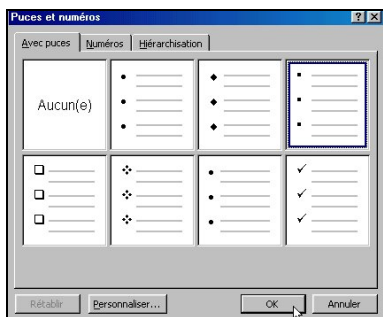 Puces et numéros
Avec puces Numéros Hiérarchisation
Aucun(e)
Rétablir Personnaliser... OK Annuler